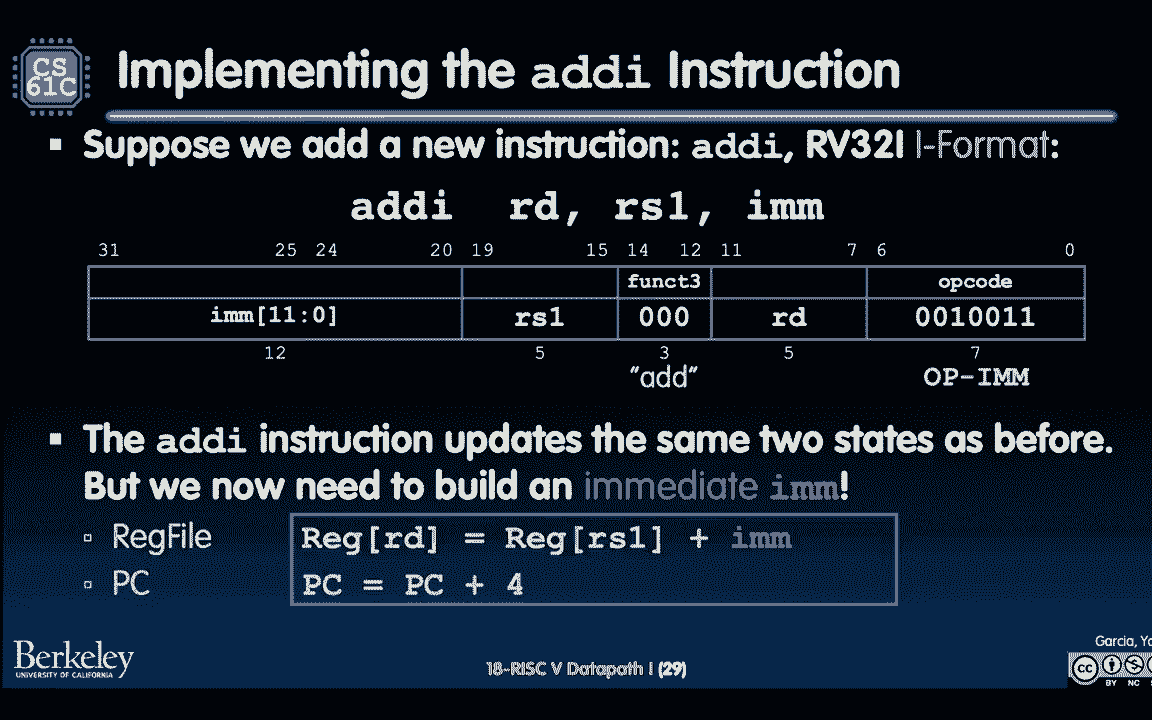 CS
61C
Implementing the addi Instruction
▪ Suppose we add a new instruction: addi, RV32I I-Format:
addi rd, rs1, imm
31 25 24 20 19 15 14 12 11 7 6 0
funct3 opcode
imm[11:0] rs1 000 rd 0010011
12 5 3 5 7
“add” OP-IMM
▪ The addi instruction updates the same two states as before.
But we now need to build an immediate imm!
▫ RegFile Reg[rd] = Reg[rs1] + imm
▫ PC PC = PC + 4
Berkeley
UNIVERSITY OF CALIFORNIA
18-RISC V Datapath I (29)
Garcia,
cc
BY NC